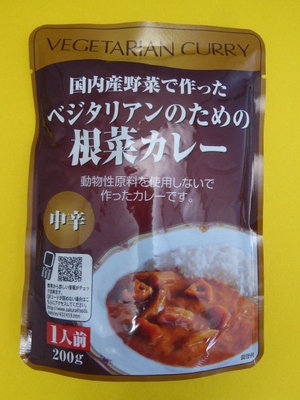 VEGETARIAN CURRY
国内産野菜で作った
ベジタリアンのための
根菜カレー
動物性原料を使用しないで
作ったカレーです。
中辛
1人前
200g